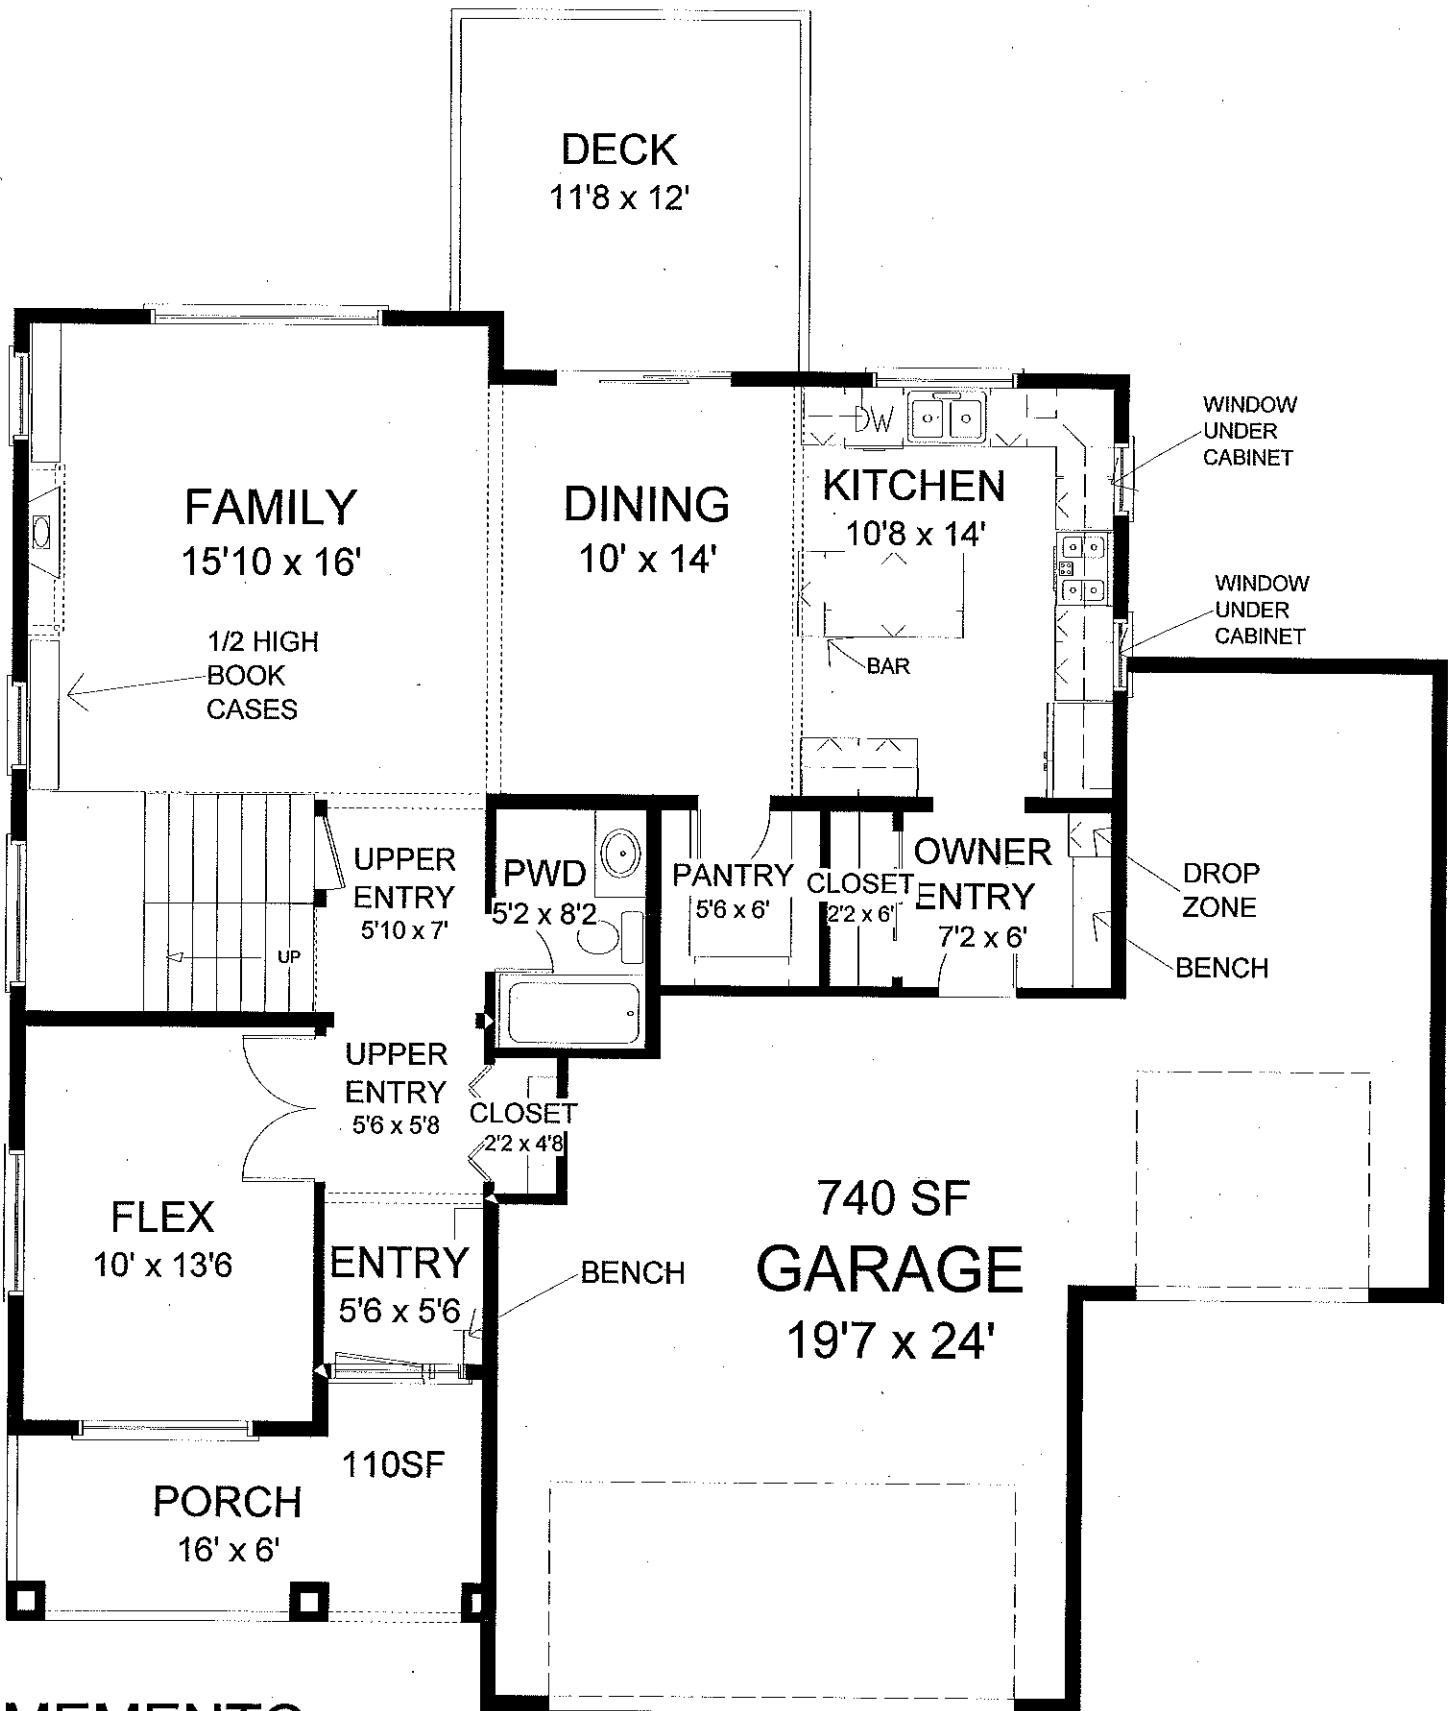 DECK
11'8 x 12'
WINDOW
UNDER
CABINET
DW
FAMILY
15'10 x 16'
DINING
10' x 14'
KITCHEN
10'8 x 14'
WINDOW
UNDER
CABINET
1/2 HIGH
BOOK
CASES
BAR
UPPER
ENTRY
5'10 x 7'
PWD
5'2 x 8'2
PANTRY
5'6 x 6'
CLOSET
2'2 x 6'
OWNER
ENTRY
7'2 x 6'
DROP
ZONE
BENCH
UP
UPPER
ENTRY
5'6 x 5'8
CLOSET
2'2 x 4'8
FLEX
10' x 13'6
ENTRY
5'6 x 5'6
BENCH
740 SF
GARAGE
19'7 x 24'
110SF
PORCH
16' x 6'
MEMENTO